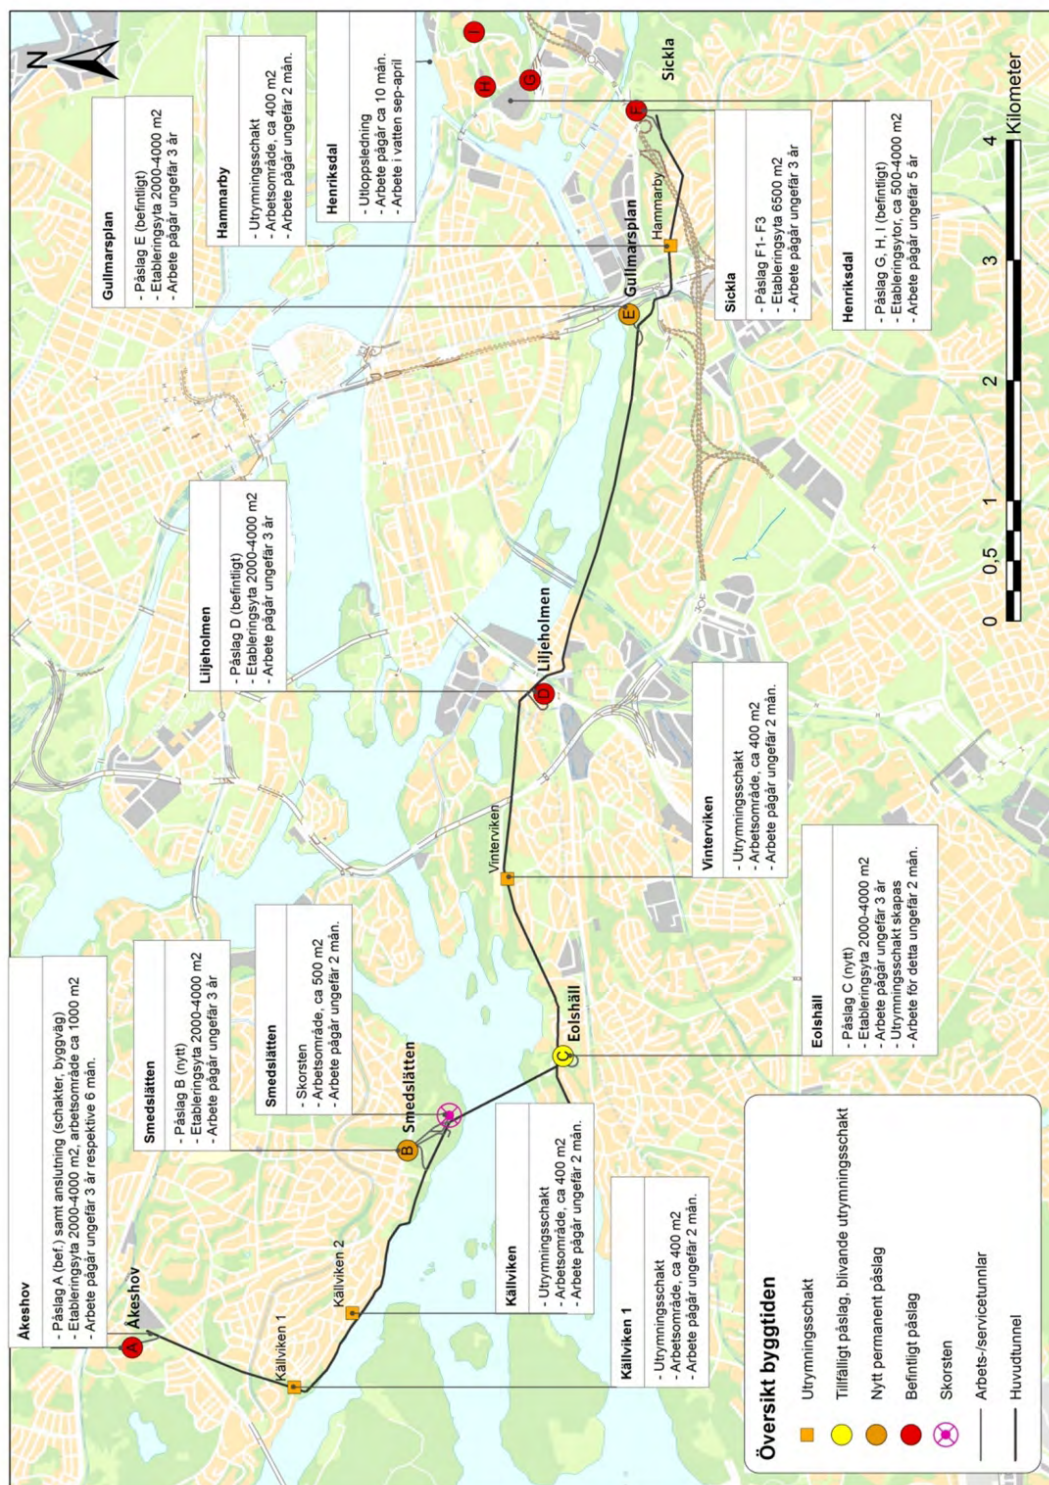 Åkeshov
- Påslag A (bef.) samt anslutning (schakter, byggväg)
- Etableringsyta 2000-4000 m2, arbetsområde ca 1000 m2
- Arbete pågår ungefär 3 år respektive 6 mån.
Smedslätten
- Påslag B (nytt)
- Etableringsyta 2000-4000 m2
- Arbete pågår ungefär 3 år
Smedslätten
- Skorsten
- Arbetsområde, ca 500 m2
- Arbete pågår ungefär 2 mån.
Liljeholmen
- Påslag D (befintligt)
- Etableringsyta 2000-4000 m2
- Arbete pågår ungefär 3 år
Gullmarsplan
- Påslag E (befintligt)
- Etableringsyta 2000-4000 m2
- Arbete pågår ungefär 3 år
Hammarby
- Utrymningsschakt
- Arbetsområde, ca 400 m2
- Arbete pågår ungefär 2 mån.
Henriksdal
- Utloppsledning
- Arbete pågår ca 10 mån.
- Arbete i vatten sep-april
N
A
Åkeshov
Källviken 1
Källviken 2
B
Smedslätten
C
Eolshäll
Vinterviken
D
Liljeholmen
E
Gullmarsplan
Hammarby
F
Sickla
G
H
I
Källviken
- Utrymningsschakt
- Arbetsområde, ca 400 m2
- Arbete pågår ungefär 2 mån.
Källviken 1
- Utrymningsschakt
- Arbetsområde, ca 400 m2
- Arbete pågår ungefär 2 mån.
Eolshäll
- Påslag C (nytt)
- Etableringsyta 2000-4000 m2
- Arbete pågår ungefär 3 år
- Utrymningsschakt skapas
- Arbete för detta ungefär 2 mån.
Vinterviken
- Utrymningsschakt
- Arbetsområde, ca 400 m2
- Arbete pågår ungefär 2 mån.
Sickla
- Påslag F1- F3
- Etableringsyta 6500 m2
- Arbete pågår ungefär 3 år
Henriksdal
- Påslag G, H, I (befintligt)
- Etableringsytor, ca 500-4000 m2
- Arbete pågår ungefär 5 år
Översikt byggtiden
Utrymningsschakt
Tillfälligt påslag, blivande utrymningsschakt
Nytt permanent påslag
Befintligt påslag
Skorsten
Arbets-/servicetunnlar
Huvudtunnel
0 0,5 1 2 3 4
Kilometer